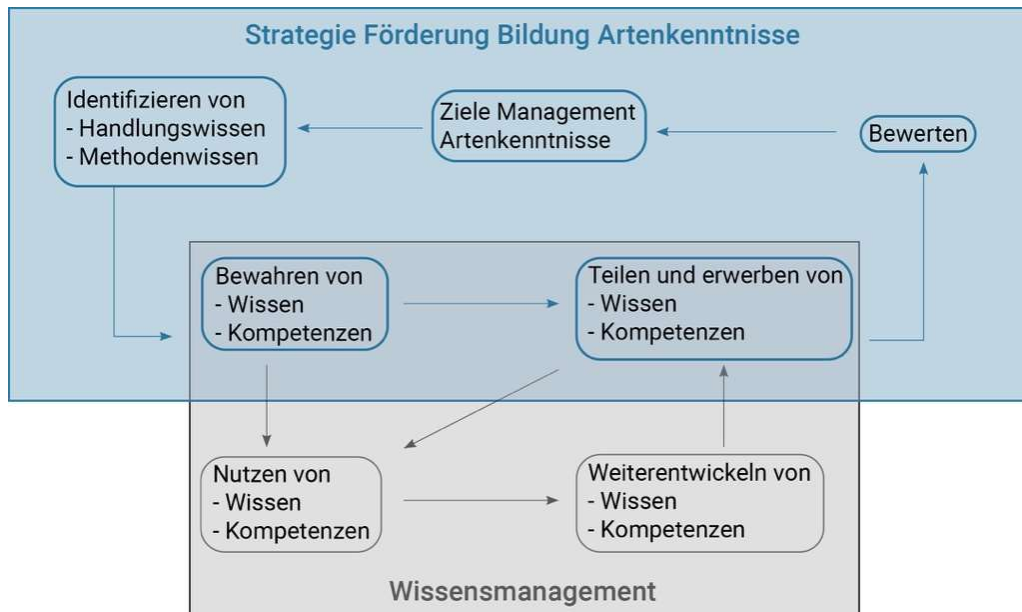 Strategie Förderung Bildung Artenkenntnisse
Identifizieren von
- Handlungswissen
- Methodenwissen
Ziele Management
Artenkenntnisse
Bewerten
Bewahren von
- Wissen
- Kompetenzen
Teilen und erwerben von
- Wissen
- Kompetenzen
Nutzen von
- Wissen
- Kompetenzen
Weiterentwickeln von
- Wissen
- Kompetenzen
Wissensmanagement